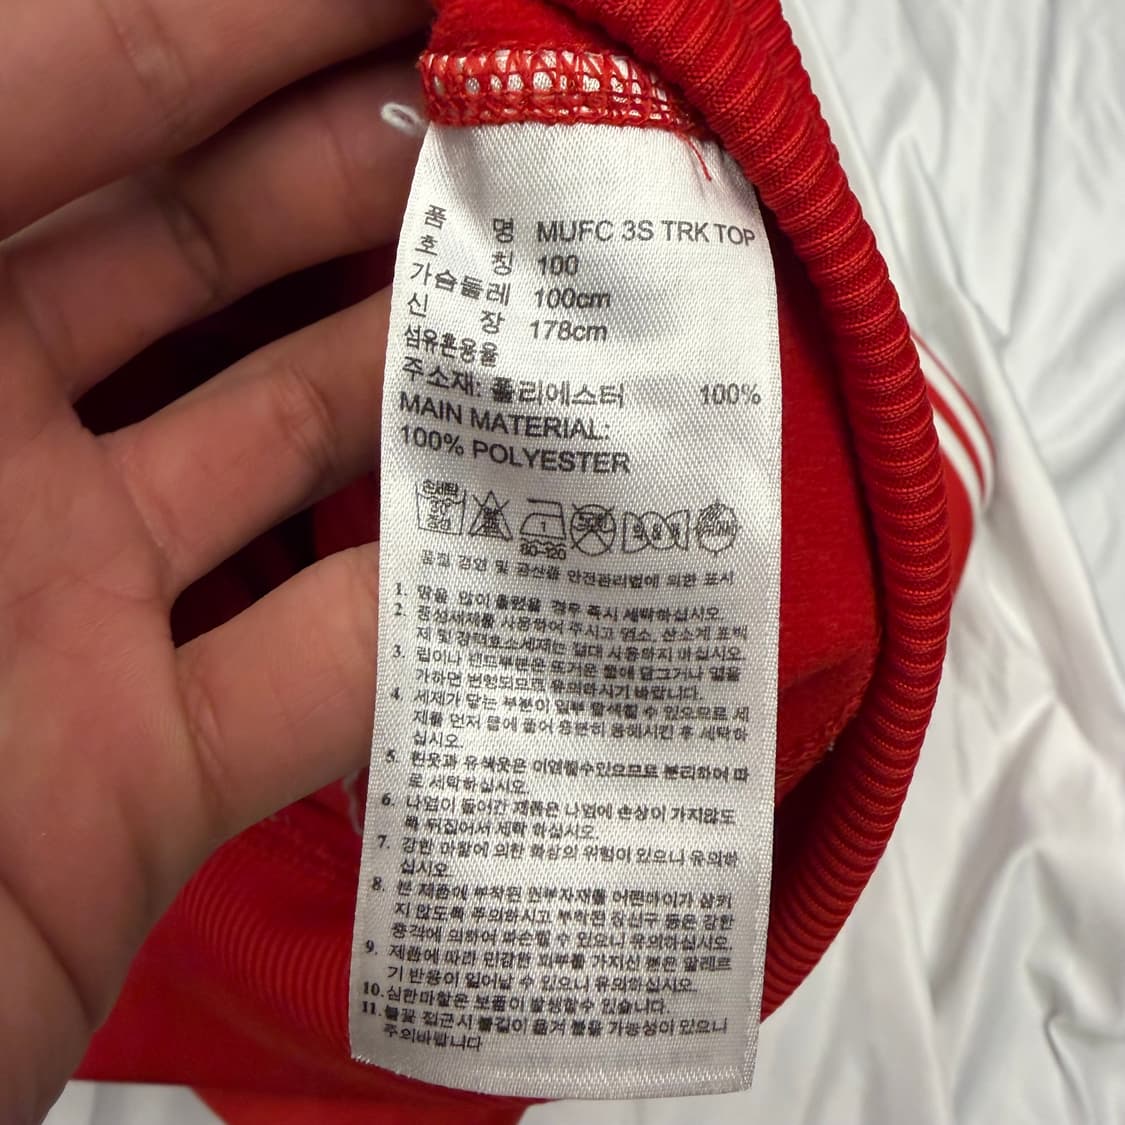 품 명 MUFC 3S TRK TOP
호 칭 100
가슴둘레 100cm
신 장 178cm
섬유혼용율
주소재: 폴리에스터 100%
MAIN MATERIAL:
100% POLYESTER
손세탁
80-120
품질 경영 및 공산품 안전관리법에 의한 표시
1. 땀을 많이 흘렸을 경우 즉시 세탁하십시오.
2. 중성세제를 사용하여 주시고 염소, 산소계 표백
제 및 강력효소세제는 절대 사용하지 마십시오.
3. 립이나 밴드부분은 뜨거운 물에 담그거나 열을
가하면 변형되므로 유의하시기 바랍니다.
4. 세제가 닿는 부분이 일부 탈색될 수 있으므로 세
제를 먼저 물에 풀어 충분히 용해시킨 후 세탁하
십시오.
5. 흰옷과 유색옷은 이염될수있으므로 분리하여 따
로 세탁하십시오.
6. 나염이 들어간 제품은 나염에 손상이 가지않도
록 뒤집어서 세탁 하십시오.
7. 강한 마찰에 의한 화상의 위험이 있으니 유의하
십시오.
8. 본 제품에 부착된 원부자재를 어린아이가 삼키
지 않도록 주의하시고 부착된 장신구 등은 강한
충격에 의하여 파손될 수 있으니 유의하십시오.
9. 제품에 따라 민감한 피부를 가지신 분은 알레르
기 반응이 일어날 수 있으니 유의하십시오.
10.심한마찰은 보풀이 발생할수 있습니다.
11.불꽃 접근시 불길이 옮겨 붙을 가능성이 있으니
주의바랍니다